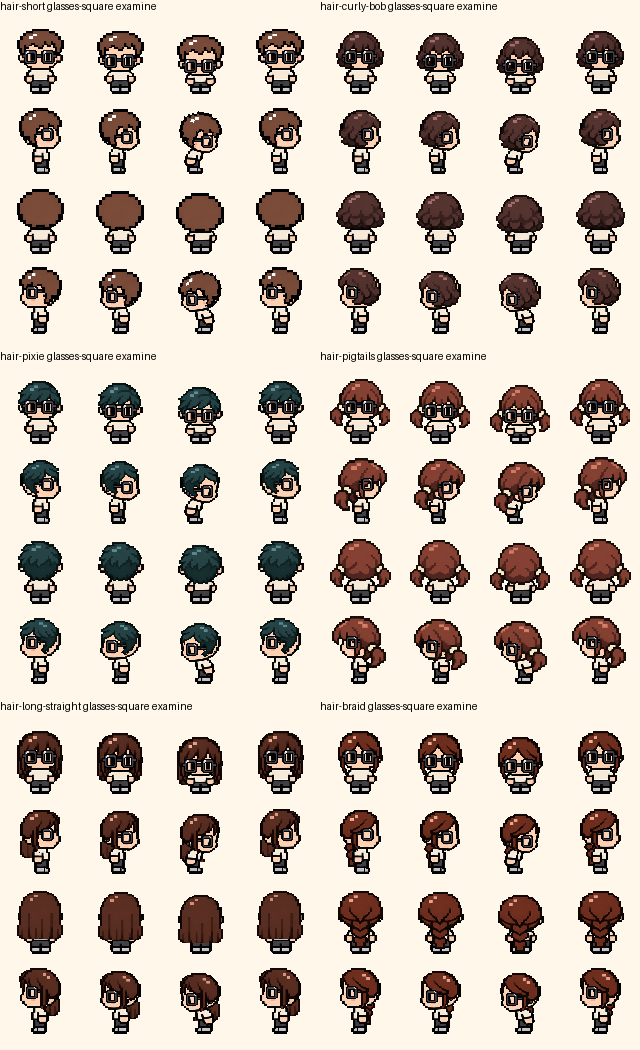 hair-short glasses-square examine
hair-curly-bob glasses-square examine
hair-pixie glasses-square examine
hair-pigtails glasses-square examine
hair-long-straight glasses-square examine
hair-braid glasses-square examine